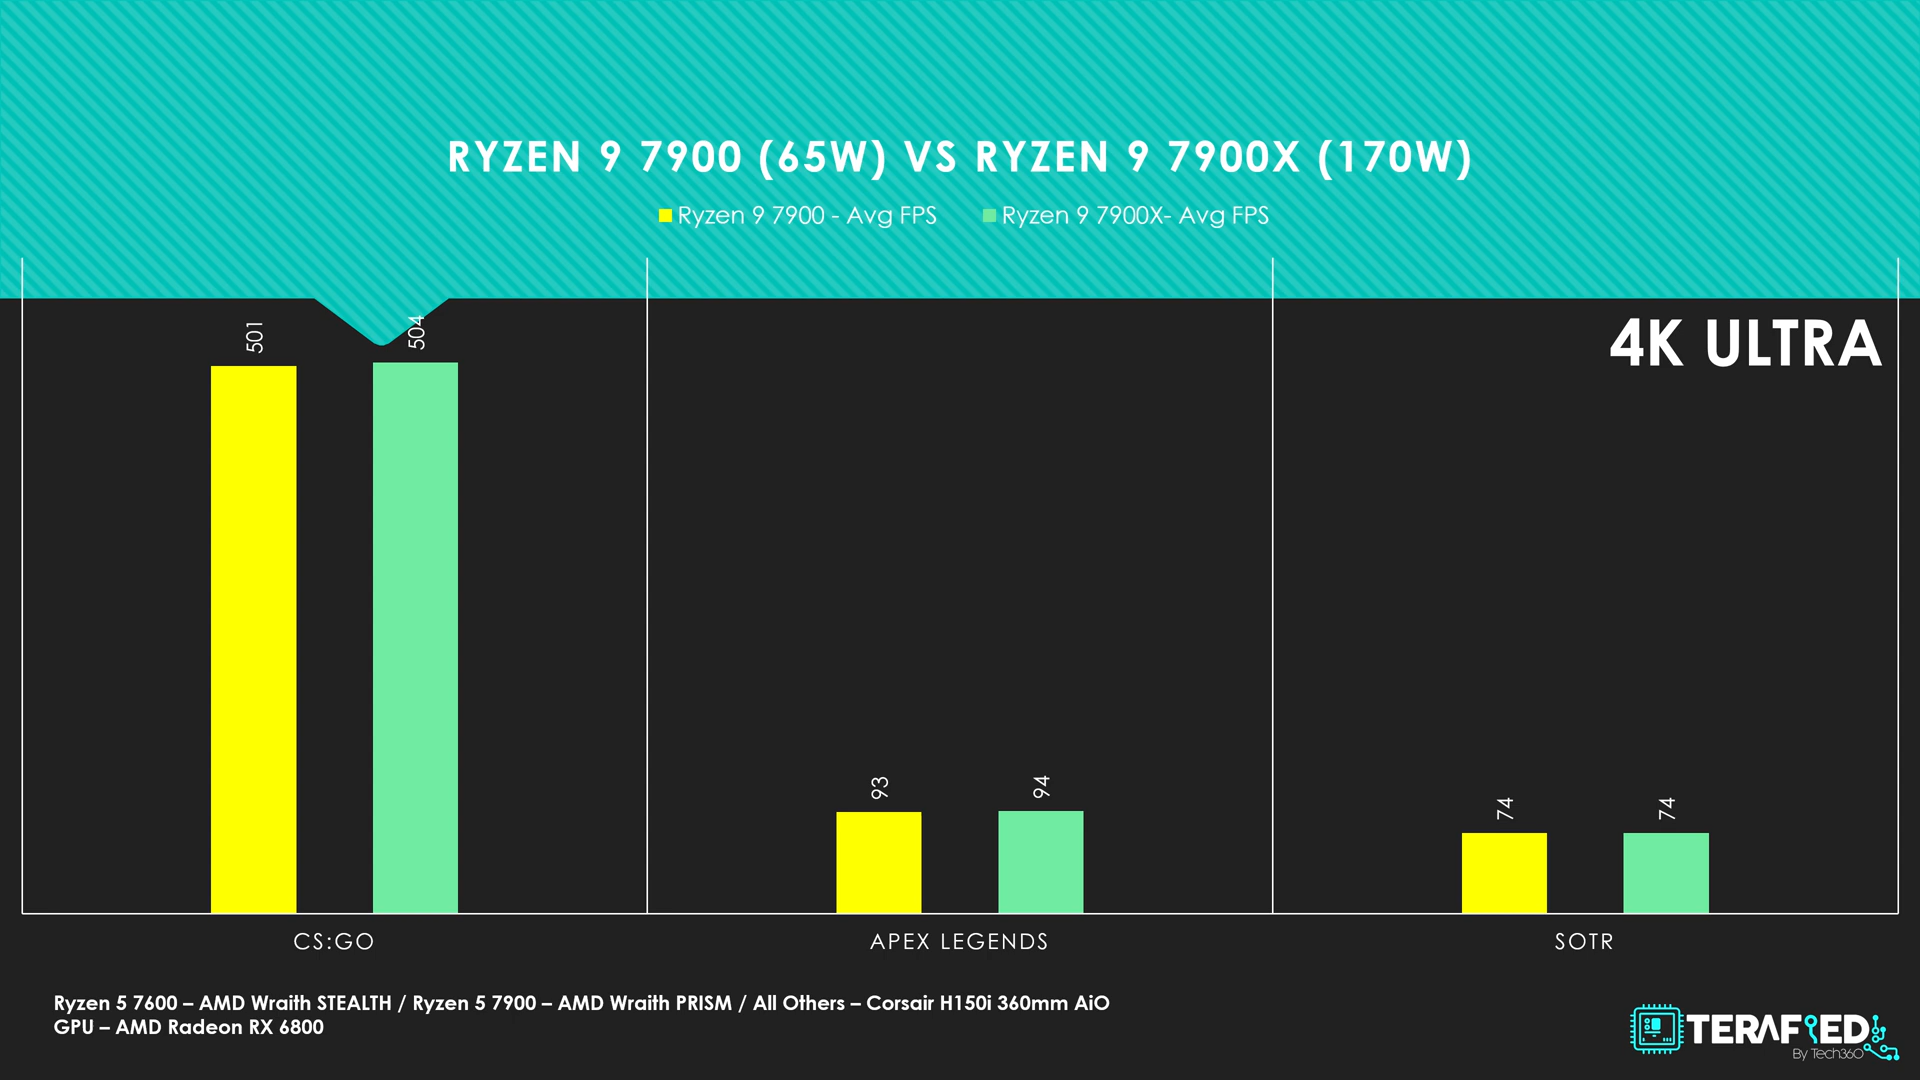 RYZEN 9 7900 (65W) VS RYZEN 9 7900X (170W)
Ryzen 9 7900 - Avg FPS
Ryzen 9 7900X- Avg FPS
4K ULTRA
501
504
93
94
74
74
CS:GO
APEX LEGENDS
SOTR
Ryzen 5 7600 – AMD Wraith STEALTH / Ryzen 5 7900 – AMD Wraith PRISM / All Others – Corsair H150i 360mm AiO
GPU – AMD Radeon RX 6800
TERAFIED
By Tech360